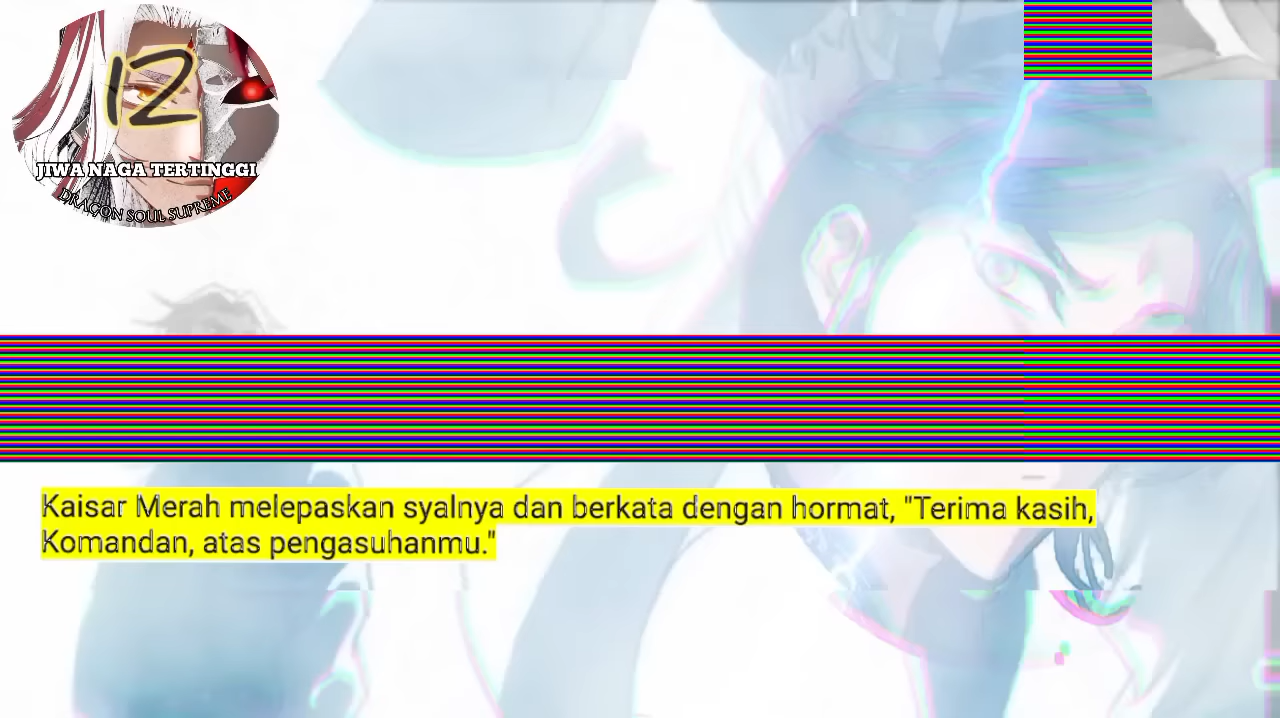 12
JIWA NAGA TERTINGGI
DRAGON SOUL SUPREME
Kaisar Merah melepaskan syalnya dan berkata dengan hormat, "Terima kasih,
Komandan, atas pengasuhanmu."